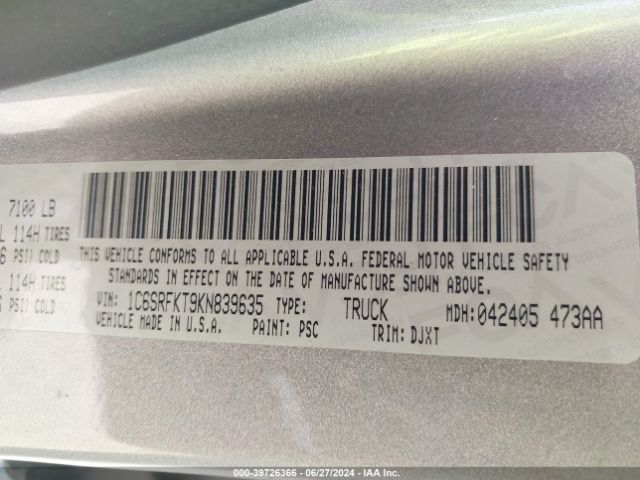 7100 LB
114H TIRES
PSI) COLD
114H TIRES
PSI) COLD
THIS VEHICLE CONFORMS TO ALL APPLICABLE U.S.A. FEDERAL MOTOR VEHICLE SAFETY
STANDARDS IN EFFECT ON THE DATE OF MANUFACTURE SHOWN ABOVE.
VIN: 1C6SRFKT9KN839635 TYPE: TRUCK MDH: 042405 473AA
VEHICLE MADE IN U.S.A. PAINT: PSC TRIM: DJXT
000-39726366 — 06/27/2024 — IAA Inc.